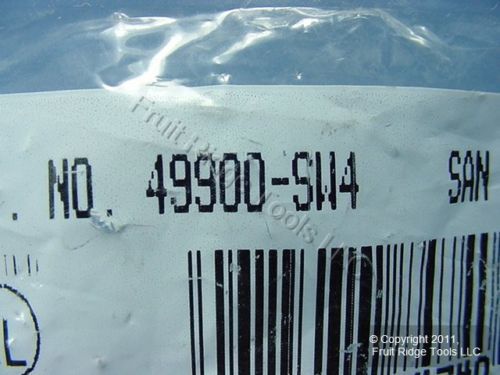 . NO. 49900-SW4 SAN
Fruit Ridge Tools LLC
L
© Copyright 2011,
Fruit Ridge Tools LLC